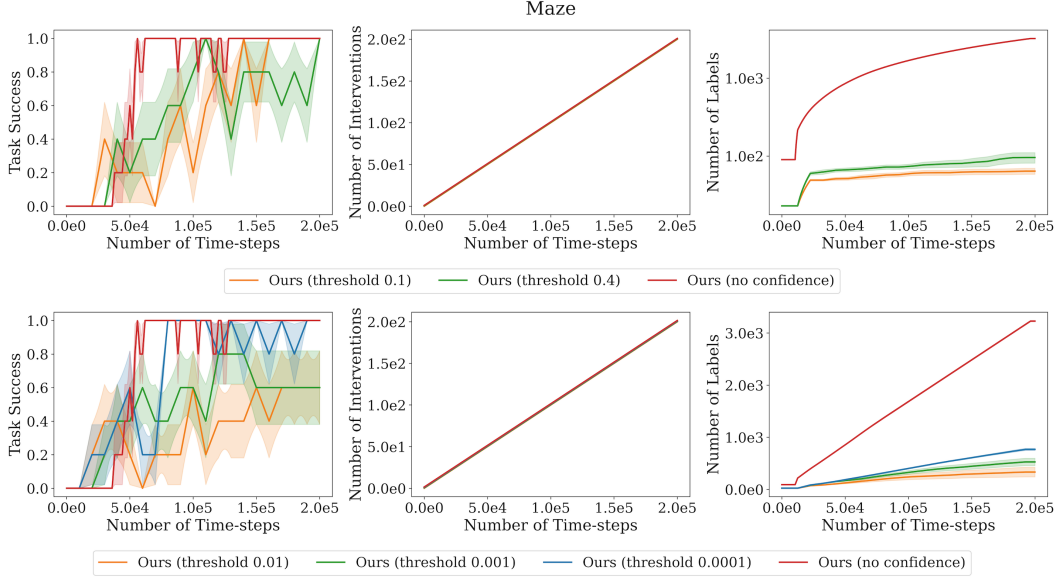 Maze
Task Success
1.0
0.8
0.6
0.4
0.2
0.0
0.0e0 5.0e4 1.0e5 1.5e5 2.0e5
Number of Time-steps
Number of Interventions
2.0e2
1.5e2
1.0e2
5.0e1
0.0e0
0.0e0 5.0e4 1.0e5 1.5e5 2.0e5
Number of Time-steps
Number of Labels
1.0e3
1.0e2
0.0e0 5.0e4 1.0e5 1.5e5 2.0e5
Number of Time-steps
Ours (threshold 0.1) Ours (threshold 0.4) Ours (no confidence)
Task Success
1.0
0.8
0.6
0.4
0.2
0.0
0.0e0 5.0e4 1.0e5 1.5e5 2.0e5
Number of Time-steps
Number of Interventions
2.0e2
1.5e2
1.0e2
5.0e1
0.0e0
0.0e0 5.0e4 1.0e5 1.5e5 2.0e5
Number of Time-steps
Number of Labels
3.0e3
2.0e3
1.0e3
0.0e0
0.0e0 5.0e4 1.0e5 1.5e5 2.0e5
Number of Time-steps
Ours (threshold 0.01) Ours (threshold 0.001) Ours (threshold 0.0001) Ours (no confidence)